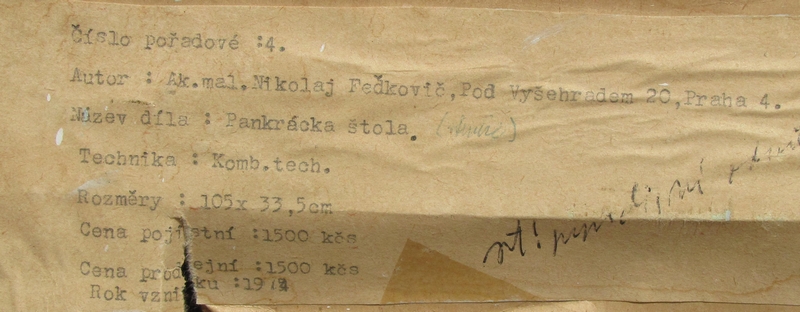 Číslo pořadové :4.
Autor : Ak.mal.Nikolaj Feďkovič,Pod Vyšehradem 20,Praha 4.
Název díla : Pankrácka štola.
Technika : Komb.tech.
Rozměry : 105x 33,5cm
Cena pojistní :1500 kčs
Cena prodejní :1500 kčs
Rok vzniku